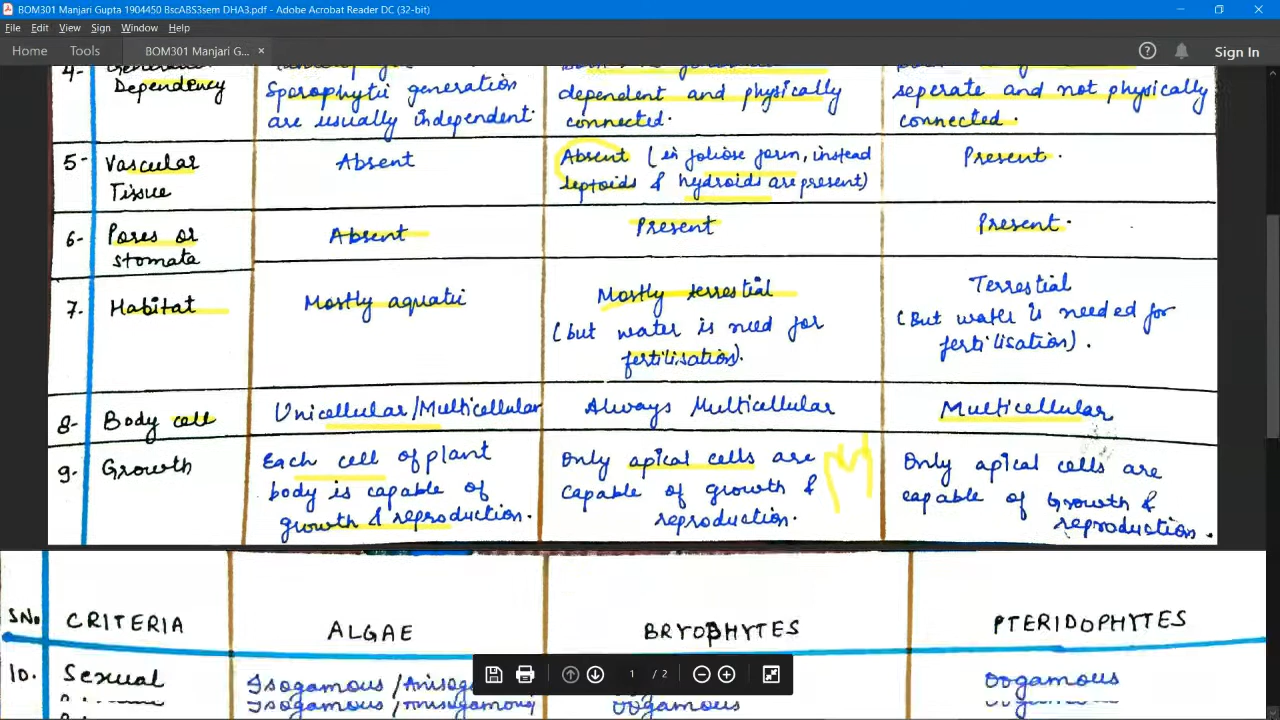 BOM301 Manjari Gupta 1904450 BscABS3sem DHA3.pdf - Adobe Acrobat Reader DC (32-bit)
File Edit View Sign Window Help
Home Tools BOM301 Manjari G... × Sign In
4-
Dependency
Sporophytic generation
are usually independent.
dependent and physically
connected.
seperate and not physically
connected.
5- Vascular
Tissue
Absent
Absent (in foliose form, instead
leptoids & hydroids are present)
Present.
6- Pores or
stomata
Absent
Present
Present.
7. Habitat
Mostly aquatic
Mostly terrestial
(but water is need for
fertilisation).
Terrestial
(But water is needed for
fertilisation).
8- Body cell
Unicellular/Multicellular
Always Multicellular
Multicellular
9. Growth
Each cell of plant
body is capable of
growth & reproduction.
Only apical cells are
capable of growth &
reproduction.
Only apical cells are
capable of Growth &
reproduction.
SNo. CRITERIA ALGAE BRYOPHYTES PTERIDOPHYTES
10. Sexual
Isogamous /
Isogamous /Anisogamous
Oogamous
Oogamous
1 / 2